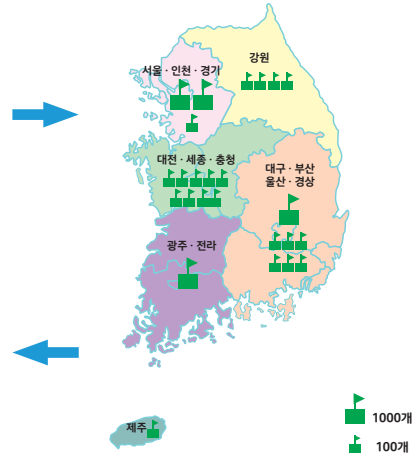 강원
서울 · 인천 · 경기
대전 · 세종 · 충청
대구 · 부산
울산 · 경상
광주 · 전라
제주
1000개
100개